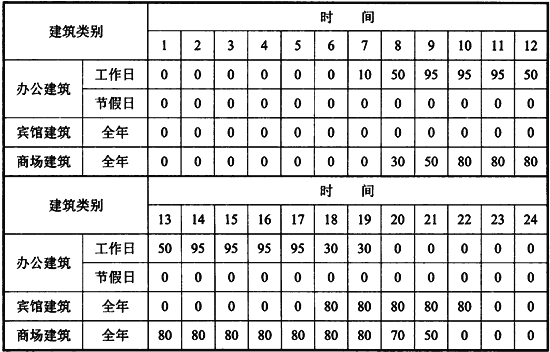 建筑类别 时 间
1 2 3 4 5 6 7 8 9 10 11 12
办公建筑 工作日 0 0 0 0 0 0 10 50 95 95 95 50
节假日 0 0 0 0 0 0 0 0 0 0 0 0
宾馆建筑 全年 0 0 0 0 0 0 0 0 0 0 0 0
商场建筑 全年 0 0 0 0 0 0 0 30 50 80 80 80
建筑类别 时 间
13 14 15 16 17 18 19 20 21 22 23 24
办公建筑 工作日 50 95 95 95 95 30 30 0 0 0 0 0
节假日 0 0 0 0 0 0 0 0 0 0 0 0
宾馆建筑 全年 0 0 0 0 0 80 80 80 80 80 0 0
商场建筑 全年 80 80 80 80 80 80 80 70 50 0 0 0